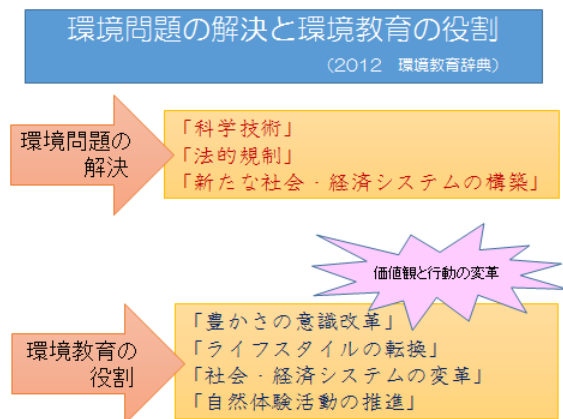 環境問題の解決と環境教育の役割
(2012 環境教育辞典)
環境問題の
解決
「科学技術」
「法的規制」
「新たな社会・経済システムの構築」
価値観と行動の変革
環境教育の
役割
「豊かさの意識改革」
「ライフスタイルの転換」
「社会・経済システムの変革」
「自然体験活動の推進」